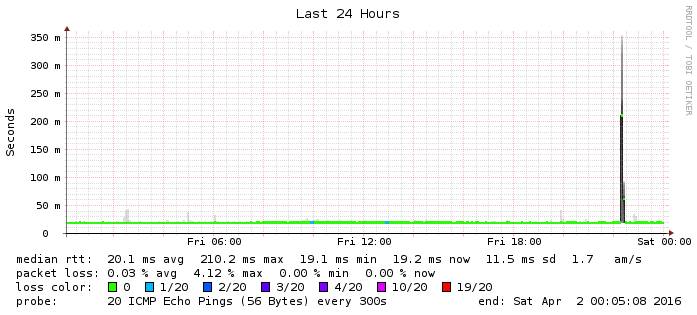 Last 24 Hours
RRDTOOL / TOBI OETIKER
Seconds
350 m
300 m
250 m
200 m
150 m
100 m
50 m
0
Fri 06:00 Fri 12:00 Fri 18:00 Sat 00:00
median rtt: 20.1 ms avg 210.2 ms max 19.1 ms min 19.2 ms now 11.5 ms sd 1.7 am/s
packet loss: 0.03 % avg 4.12 % max 0.00 % min 0.00 % now
loss color: 0 1/20 2/20 3/20 4/20 10/20 19/20
probe: 20 ICMP Echo Pings (56 Bytes) every 300s end: Sat Apr 2 00:05:08 2016